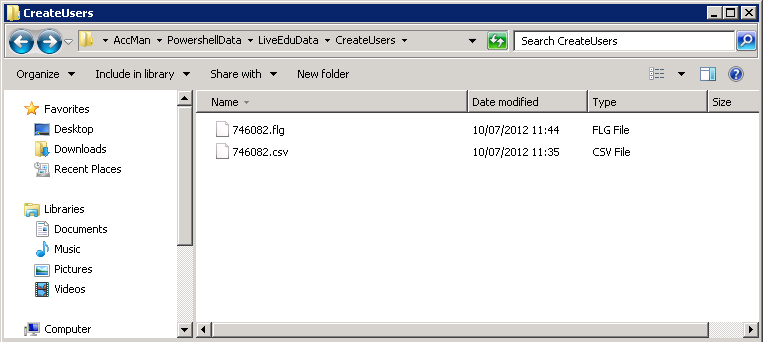 CreateUsers
AccMan PowershellData LiveEduData CreateUsers Search CreateUsers
Organize Include in library Share with New folder
Favorites
Desktop
Downloads
Recent Places
Libraries
Documents
Music
Pictures
Videos
Computer
Name Date modified Type Size
746082.flg 10/07/2012 11:44 FLG File
746082.csv 10/07/2012 11:35 CSV File